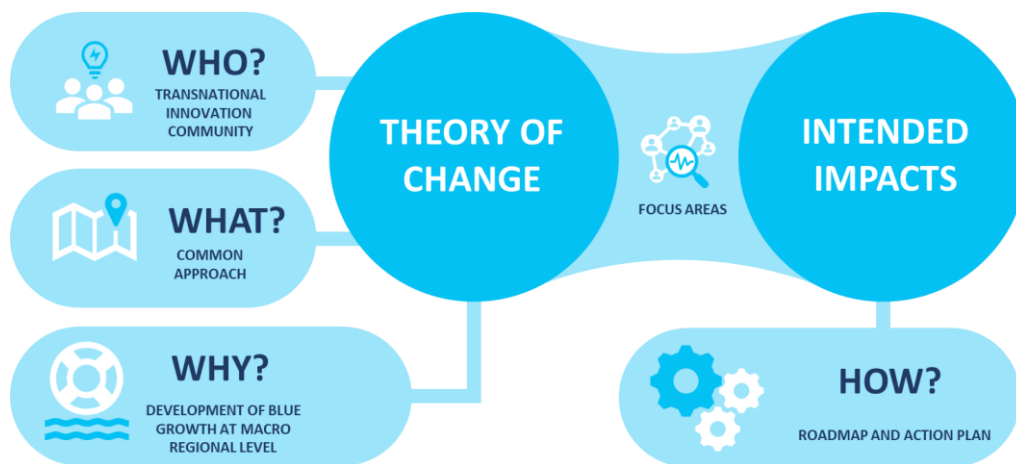 WHO?
TRANSNATIONAL
INNOVATION
COMMUNITY
WHAT?
COMMON
APPROACH
WHY?
DEVELOPMENT OF BLUE
GROWTH AT MACRO
REGIONAL LEVEL
THEORY OF
CHANGE
FOCUS AREAS
INTENDED
IMPACTS
HOW?
ROADMAP AND ACTION PLAN